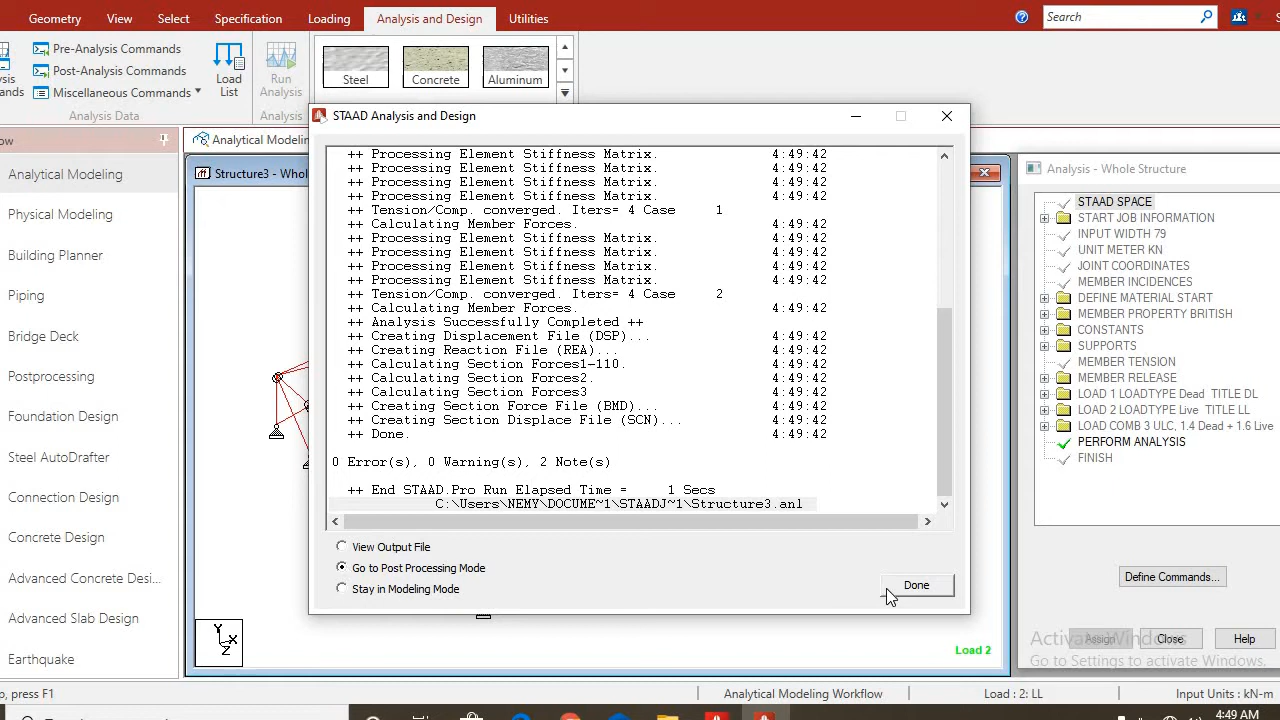 Geometry View Select Specification Loading Analysis and Design Utilities
Search
Pre-Analysis Commands
Post-Analysis Commands
Miscellaneous Commands
Load
List
Run
Analysis
Steel Concrete Aluminum
Analysis Data Analysis
STAAD Analysis and Design
Analytical Modeling
Physical Modeling
Building Planner
Piping
Bridge Deck
Postprocessing
Foundation Design
Steel AutoDrafter
Connection Design
Concrete Design
Advanced Concrete Desi...
Advanced Slab Design
Earthquake
Analytical Modelin
Structure3 - Whol
++ Processing Element Stiffness Matrix. 4:49:42
++ Processing Element Stiffness Matrix. 4:49:42
++ Processing Element Stiffness Matrix. 4:49:42
++ Processing Element Stiffness Matrix. 4:49:42
++ Tension/Comp. converged. Iters= 4 Case 1
++ Calculating Member Forces. 4:49:42
++ Processing Element Stiffness Matrix. 4:49:42
++ Processing Element Stiffness Matrix. 4:49:42
++ Processing Element Stiffness Matrix. 4:49:42
++ Tension/Comp. converged. Iters= 4 Case 2
++ Calculating Member Forces. 4:49:42
++ Analysis Successfully Completed ++
++ Creating Displacement File (DSP)... 4:49:42
++ Creating Reaction File (REA)... 4:49:42
++ Calculating Section Forces1-110. 4:49:42
++ Calculating Section Forces2. 4:49:42
++ Calculating Section Forces3 4:49:42
++ Creating Section Force File (BMD)... 4:49:42
++ Creating Section Displace File (SCN)... 4:49:42
++ Done. 4:49:42
0 Error(s), 0 Warning(s), 2 Note(s)
++ End STAAD.Pro Run Elapsed Time = 1 Secs
C:\Users\NEMY\DOCUME~1\STAADJ~1\Structure3.anl
View Output File
Go to Post Processing Mode
Stay in Modeling Mode
Done
Y
X
Z
Load 2
Analysis - Whole Structure
STAAD SPACE
START JOB INFORMATION
INPUT WIDTH 79
UNIT METER KN
JOINT COORDINATES
MEMBER INCIDENCES
DEFINE MATERIAL START
MEMBER PROPERTY BRITISH
CONSTANTS
SUPPORTS
MEMBER TENSION
MEMBER RELEASE
LOAD 1 LOADTYPE Dead TITLE DL
LOAD 2 LOADTYPE Live TITLE LL
LOAD COMB 3 ULC, 1.4 Dead + 1.6 Live
PERFORM ANALYSIS
FINISH
Define Commands...
Assign Close Help
Activate Windows
Go to Settings to activate Windows.
p, press F1 Analytical Modeling Workflow Load : 2: LL Input Units : kN-m
4:49 AM